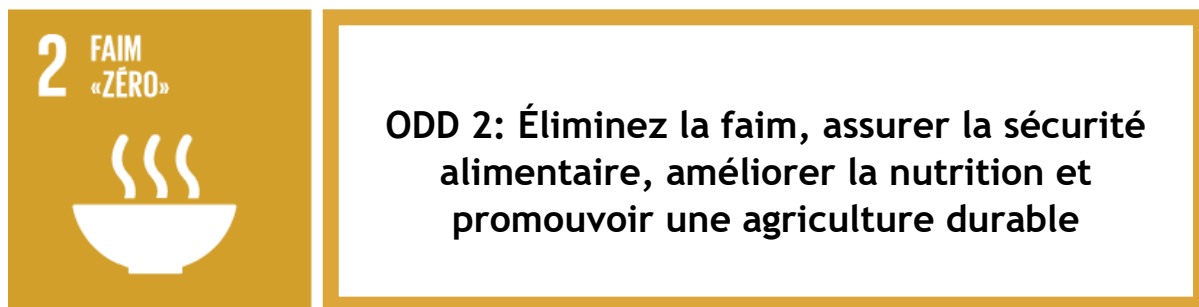 2 FAIM
«ZÉRO»
ODD 2: Éliminez la faim, assurer la sécurité
alimentaire, améliorer la nutrition et
promouvoir une agriculture durable